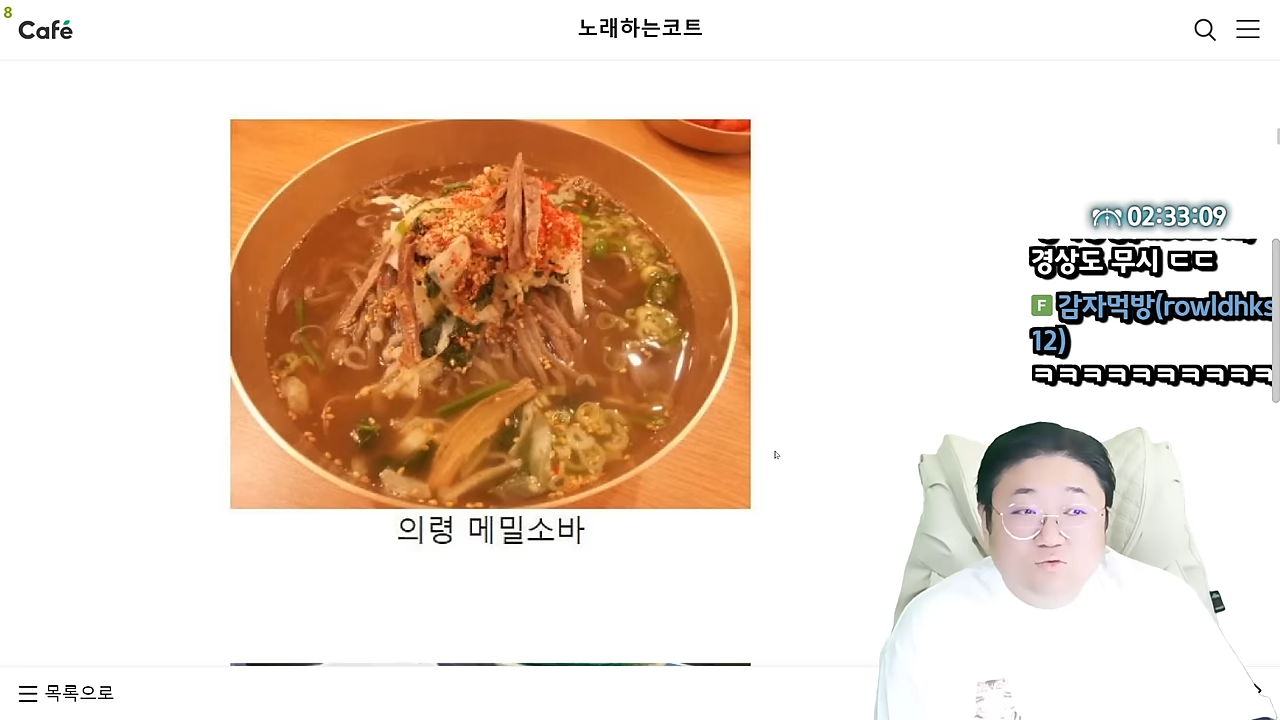 8
Café
노래하는코트
02:33:09
경상도 무시 ㄷㄷ
F 감자먹방(rowldhks
12)
ㅋㅋㅋㅋㅋㅋㅋㅋㅋㅋ
의령 메밀소바
목록으로